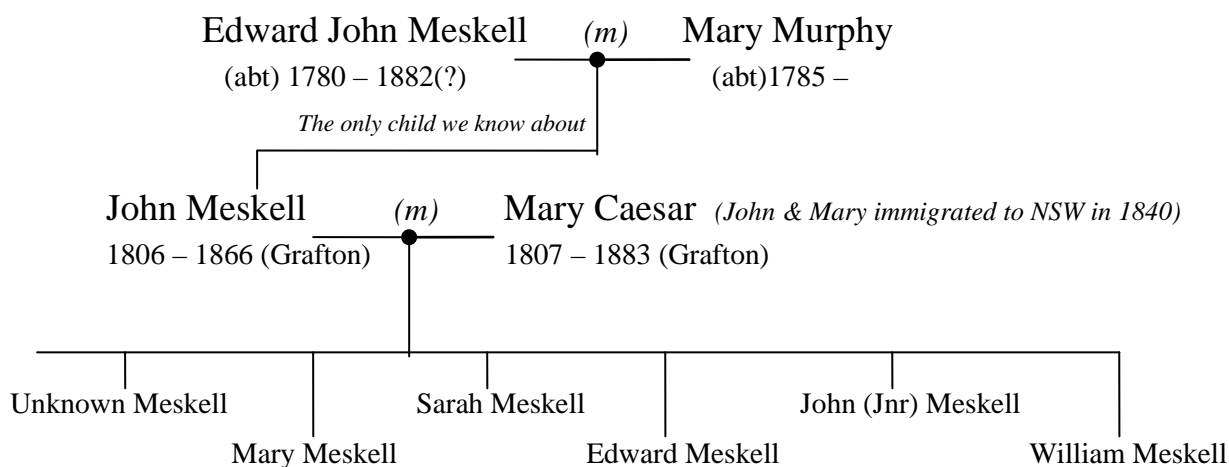 Edward John Meskell (m) Mary Murphy
(abt) 1780 – 1882(?) (abt)1785 –
The only child we know about
John Meskell (m) Mary Caesar (John & Mary immigrated to NSW in 1840)
1806 – 1866 (Grafton) 1807 – 1883 (Grafton)
Unknown Meskell Sarah Meskell John (Jnr) Meskell
Mary Meskell Edward Meskell William Meskell